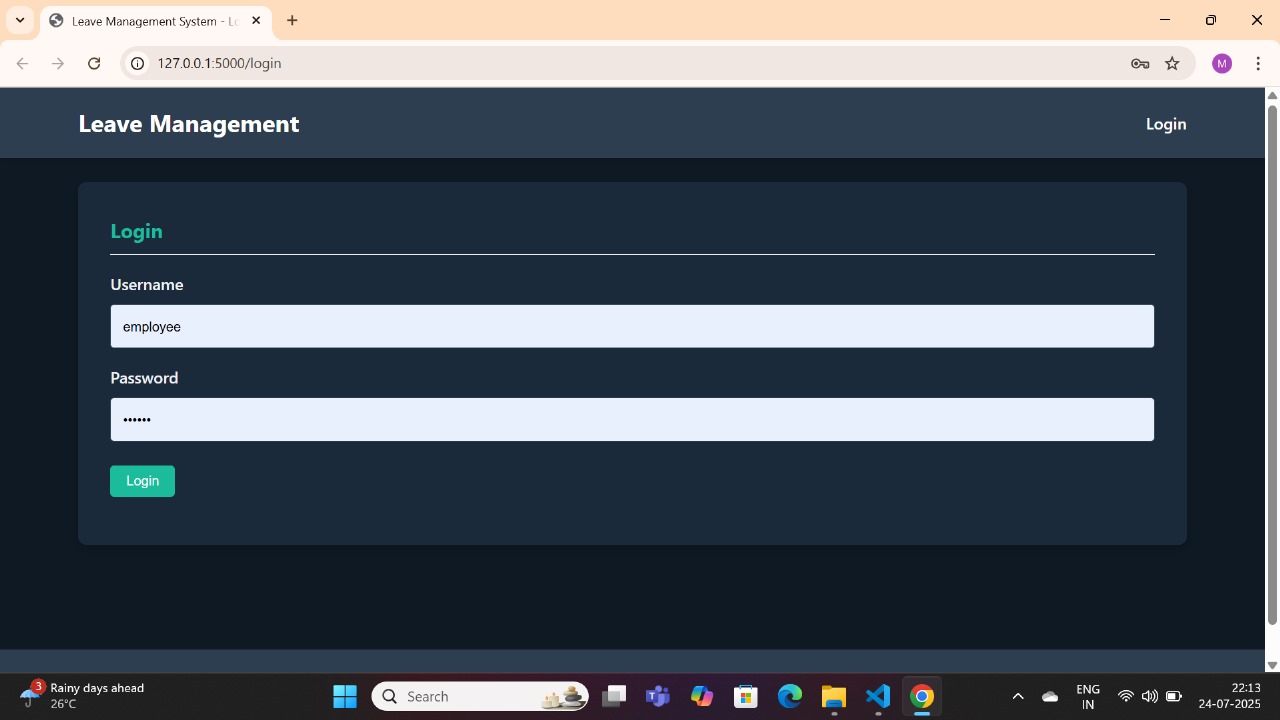 Leave Management System - Lo
127.0.0.1:5000/login
M
Leave Management
Login
Login
Username
employee
Password
••••••
Login
3
Rainy days ahead
26°C
Search
ENG
IN
22:13
24-07-2025